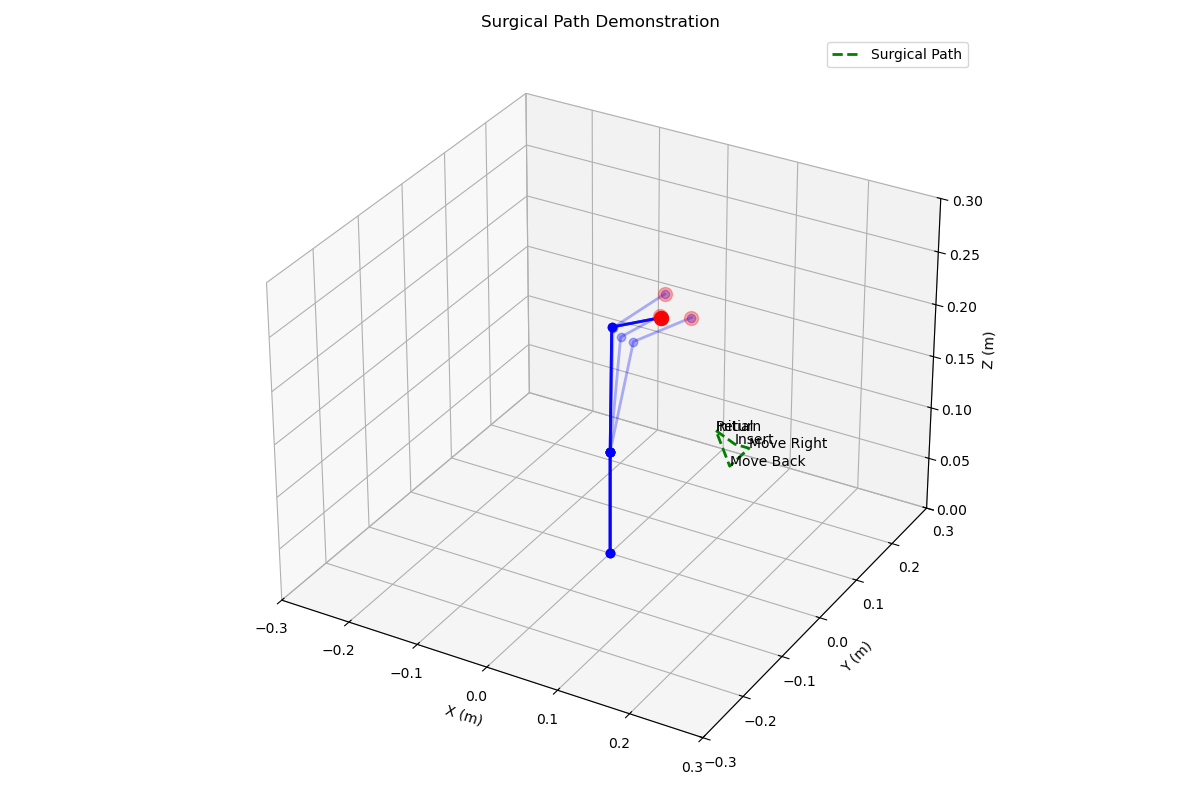 Surgical Path Demonstration
Surgical Path
0.30
0.25
0.20
0.15
0.10
0.05
0.00
Z (m)
Initial
Return
Insert
Move Right
Move Back
−0.3
−0.2
−0.1
0.0
0.1
0.2
0.3
X (m)
−0.3
−0.2
−0.1
0.0
0.1
0.2
0.3
Y (m)